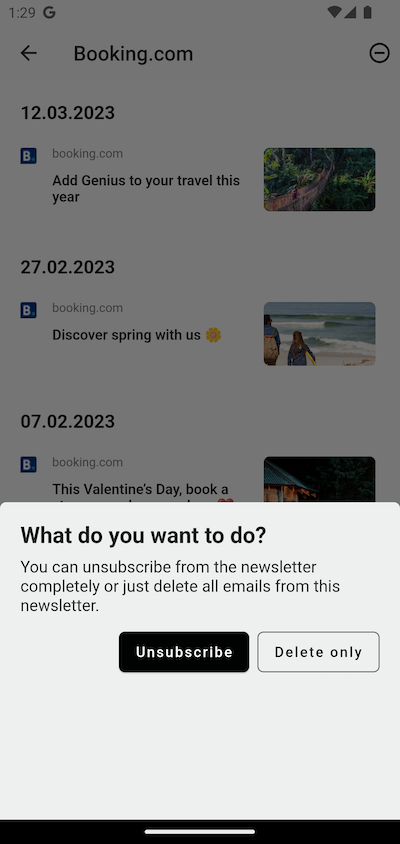 1:29 G
Booking.com
12.03.2023
B.
booking.com
Add Genius to your travel this
year
27.02.2023
B.
booking.com
Discover spring with us 🌼
07.02.2023
B.
booking.com
This Valentine's Day, book a
What do you want to do?
You can unsubscribe from the newsletter
completely or just delete all emails from this
newsletter.
Unsubscribe
Delete only